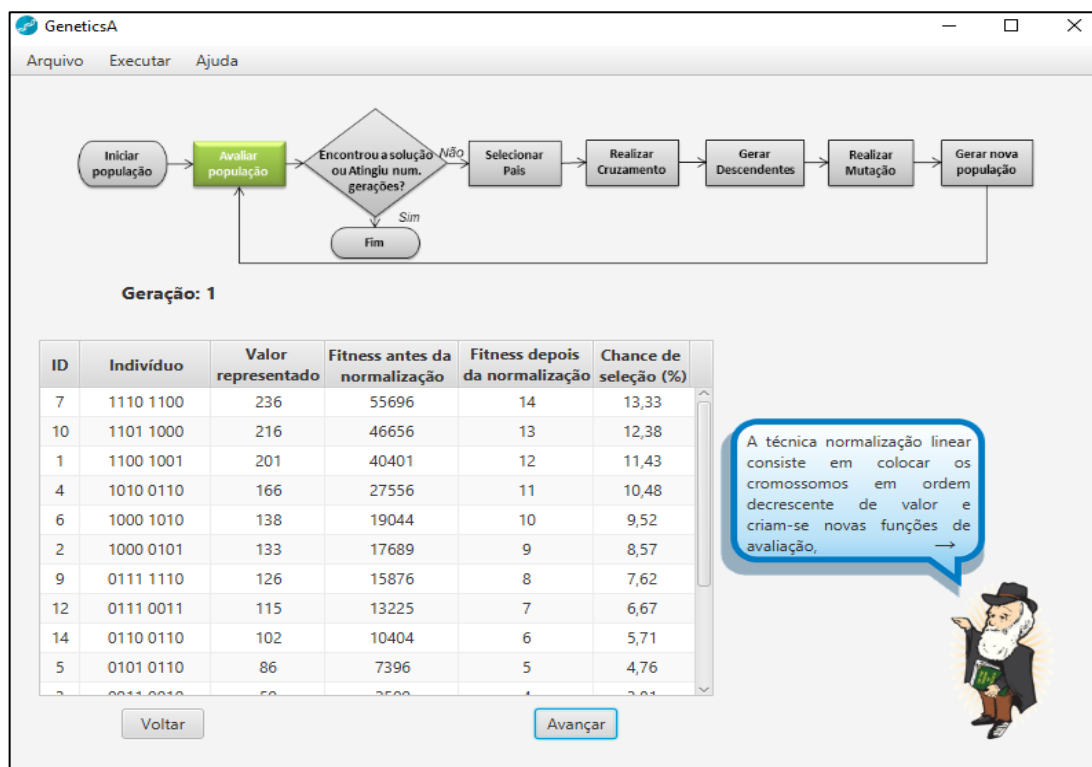 GeneticsA
Arquivo Executar Ajuda
Iniciar
população
Avaliar
população
Encontrou a solução
ou Atingiu num.
gerações?
Não
Sim
Fim
Selecionar
Pais
Realizar
Cruzamento
Gerar
Descendentes
Realizar
Mutação
Gerar nova
população
Geração: 1
ID Indivíduo Valor representado Fitness antes da normalização Fitness depois da normalização Chance de seleção (%)
7 1110 1100 236 55696 14 13,33
10 1101 1000 216 46656 13 12,38
1 1100 1001 201 40401 12 11,43
4 1010 0110 166 27556 11 10,48
6 1000 1010 138 19044 10 9,52
2 1000 0101 133 17689 9 8,57
9 0111 1110 126 15876 8 7,62
12 0111 0011 115 13225 7 6,67
14 0110 0110 102 10404 6 5,71
5 0101 0110 86 7396 5 4,76
A técnica normalização linear
consiste em colocar os
cromossomos em ordem
decrescente de valor e
criam-se novas funções de
avaliação, →
Voltar
Avançar